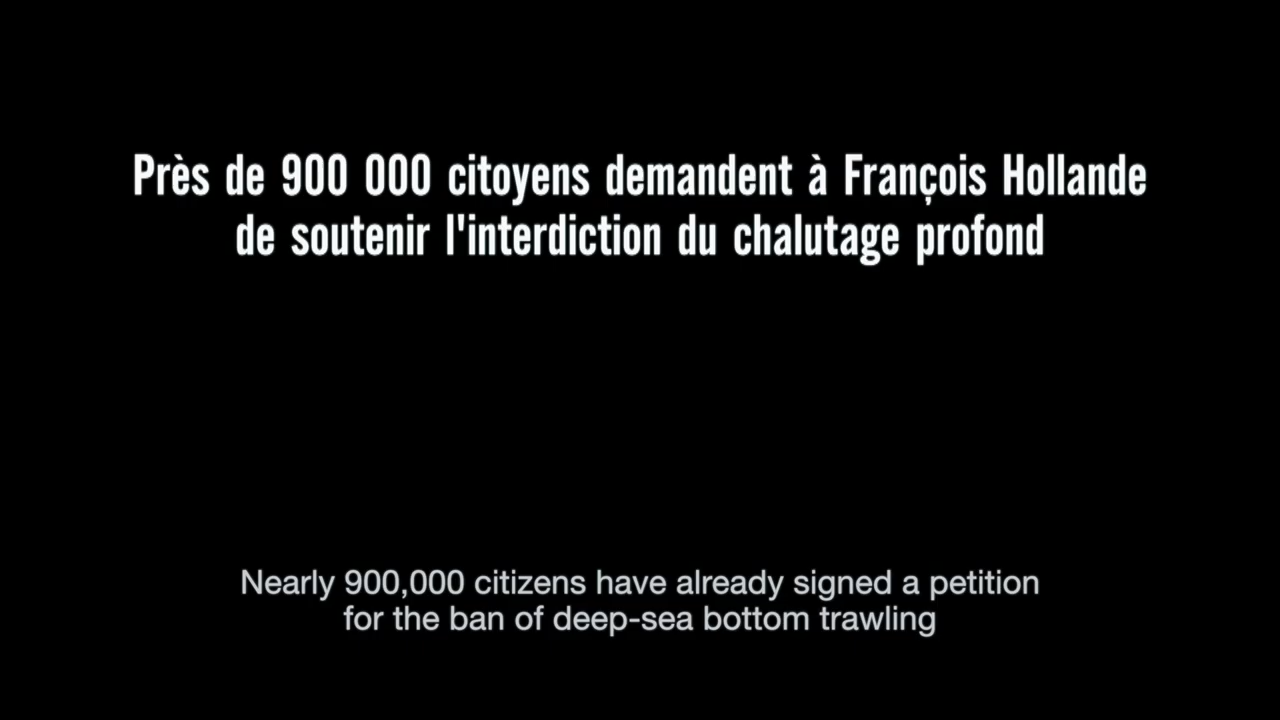 Près de 900 000 citoyens demandent à François Hollande
de soutenir l'interdiction du chalutage profond
Nearly 900,000 citizens have already signed a petition
for the ban of deep-sea bottom trawling